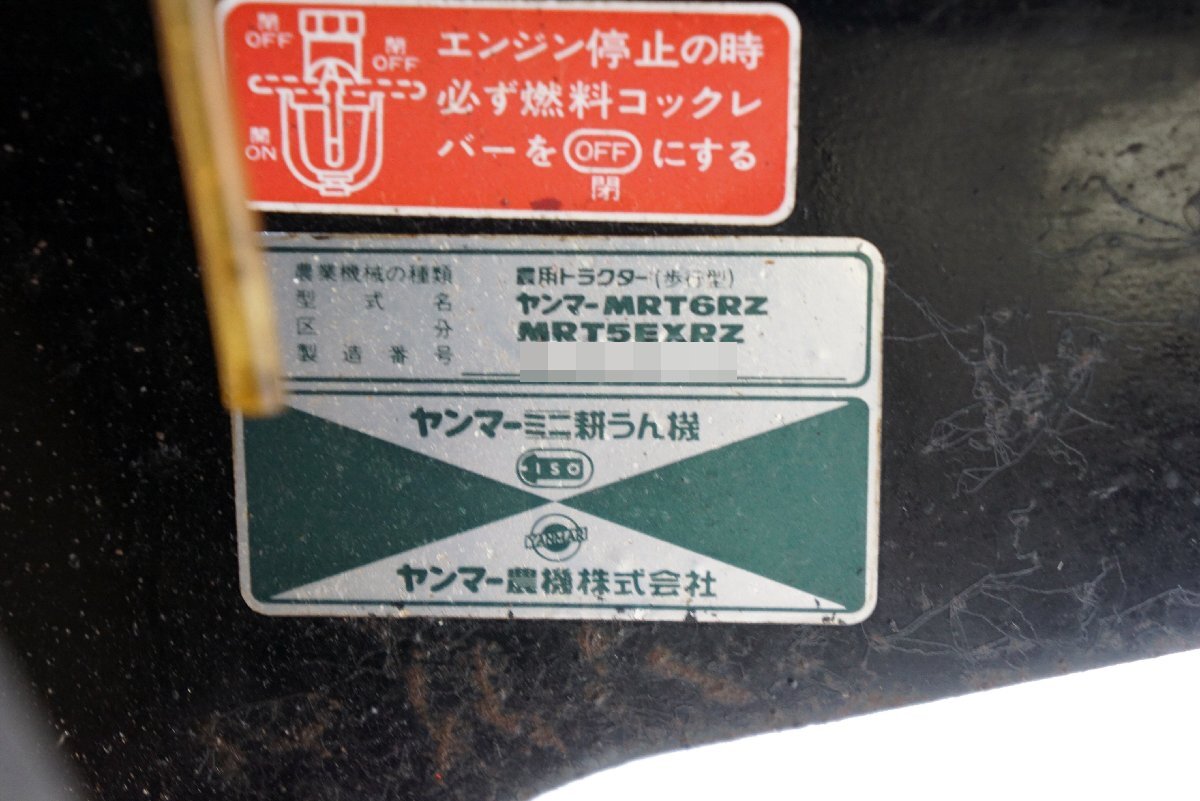 閉
OFF
閉
OFF
開
ON
エンジン停止の時
必ず燃料コックレ
バーを OFF にする
閉
農業機械の種類 農用トラクター(歩行型)
型式名 ヤンマーMRT6RZ
区分 MRT5EXRZ
製造番号
ヤンマーミニ耕うん機
ISO
YANMAR
ヤンマー農機株式会社